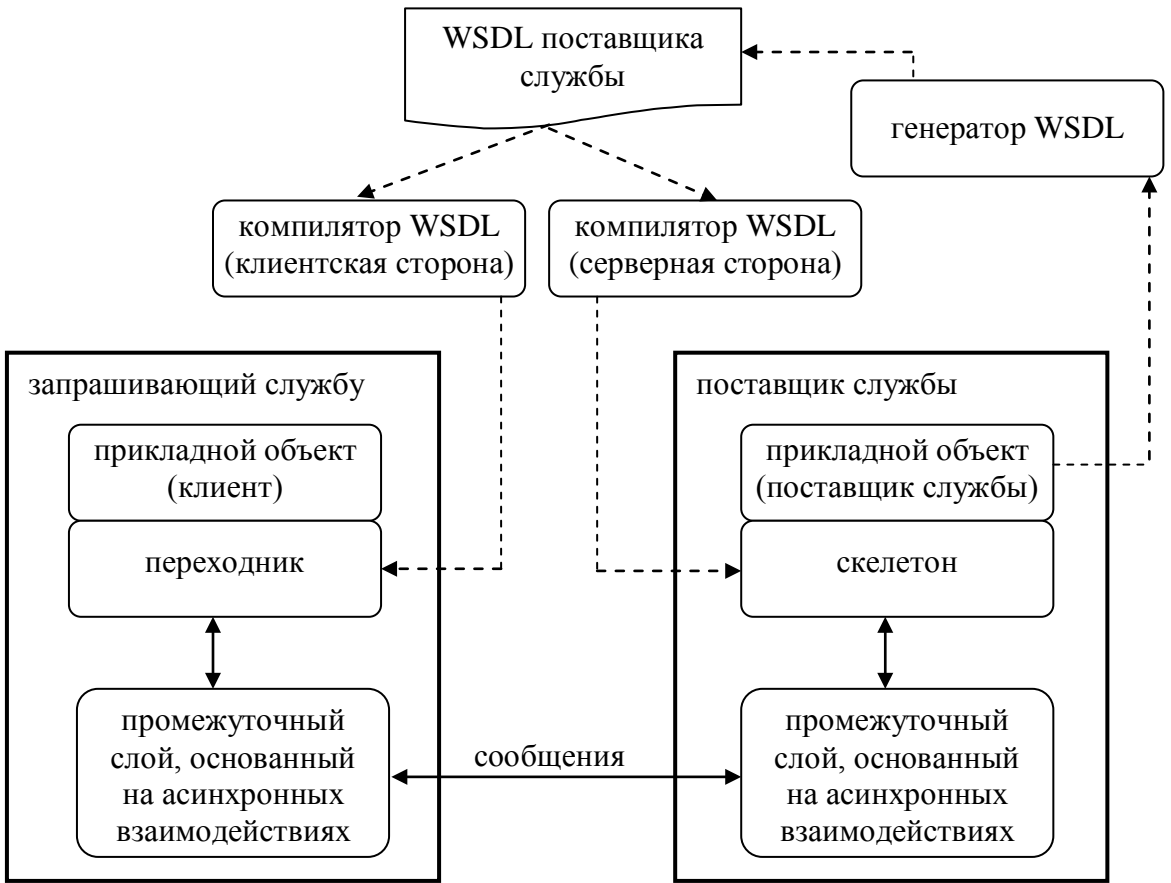 WSDL поставщика
службы
генератор WSDL
компилятор WSDL
(клиентская сторона)
компилятор WSDL
(серверная сторона)
запрашивающий службу
прикладной объект
(клиент)
переходник
промежуточный
слой, основанный
на асинхронных
взаимодействиях
сообщения
поставщик службы
прикладной объект
(поставщик службы)
скелетон
промежуточный
слой, основанный
на асинхронных
взаимодействиях